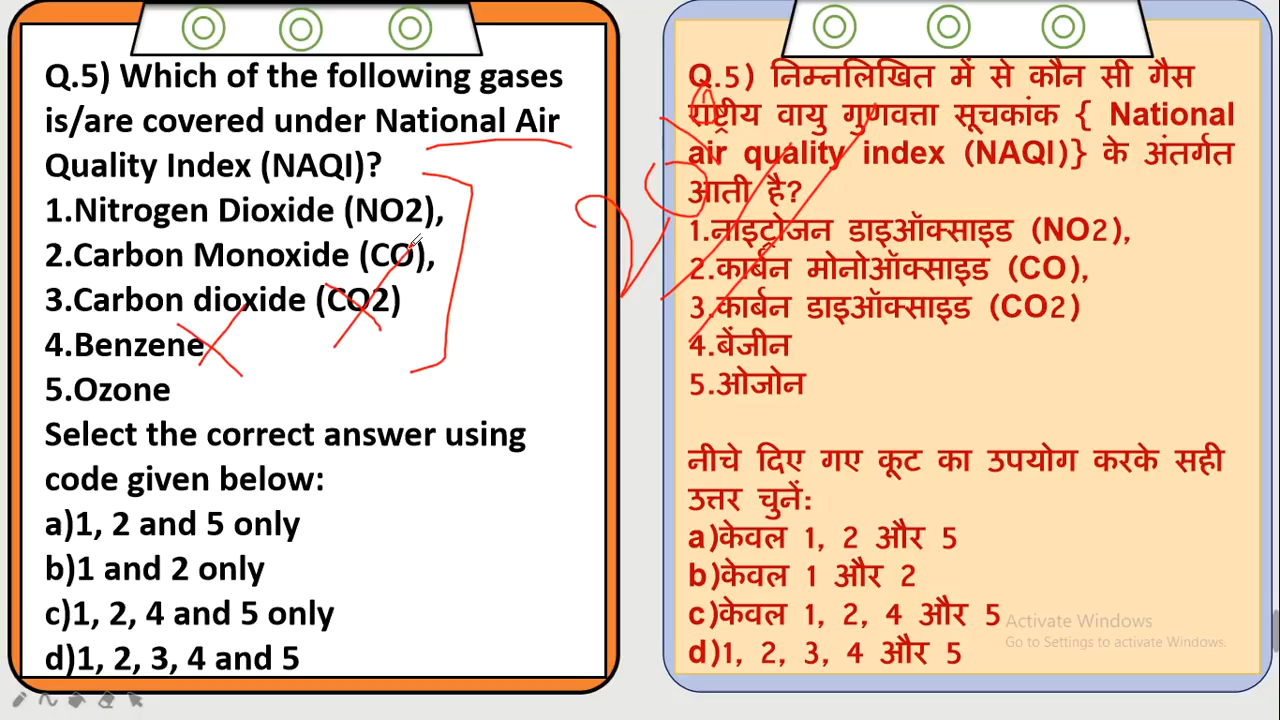 Q.5) Which of the following gases
is/are covered under National Air
Quality Index (NAQI)?
1.Nitrogen Dioxide (NO2),
2.Carbon Monoxide (CO),
3.Carbon dioxide (CO2)
4.Benzene
5.Ozone
Select the correct answer using
code given below:
a)1, 2 and 5 only
b)1 and 2 only
c)1, 2, 4 and 5 only
d)1, 2, 3, 4 and 5
Q.5) निम्नलिखित में से कौन सी गैस
राष्ट्रीय वायु गुणवत्ता सूचकांक { National
air quality index (NAQI)} के अंतर्गत
आती है?
1.नाइट्रोजन डाइऑक्साइड (NO2),
2.कार्बन मोनोऑक्साइड (CO),
3.कार्बन डाइऑक्साइड (CO2)
4.बेंजीन
5.ओजोन
नीचे दिए गए कूट का उपयोग करके सही
उत्तर चुनें:
a)केवल 1, 2 और 5
b)केवल 1 और 2
c)केवल 1, 2, 4 और 5
d)1, 2, 3, 4 और 5
Activate Windows
Go to Settings to activate Windows.